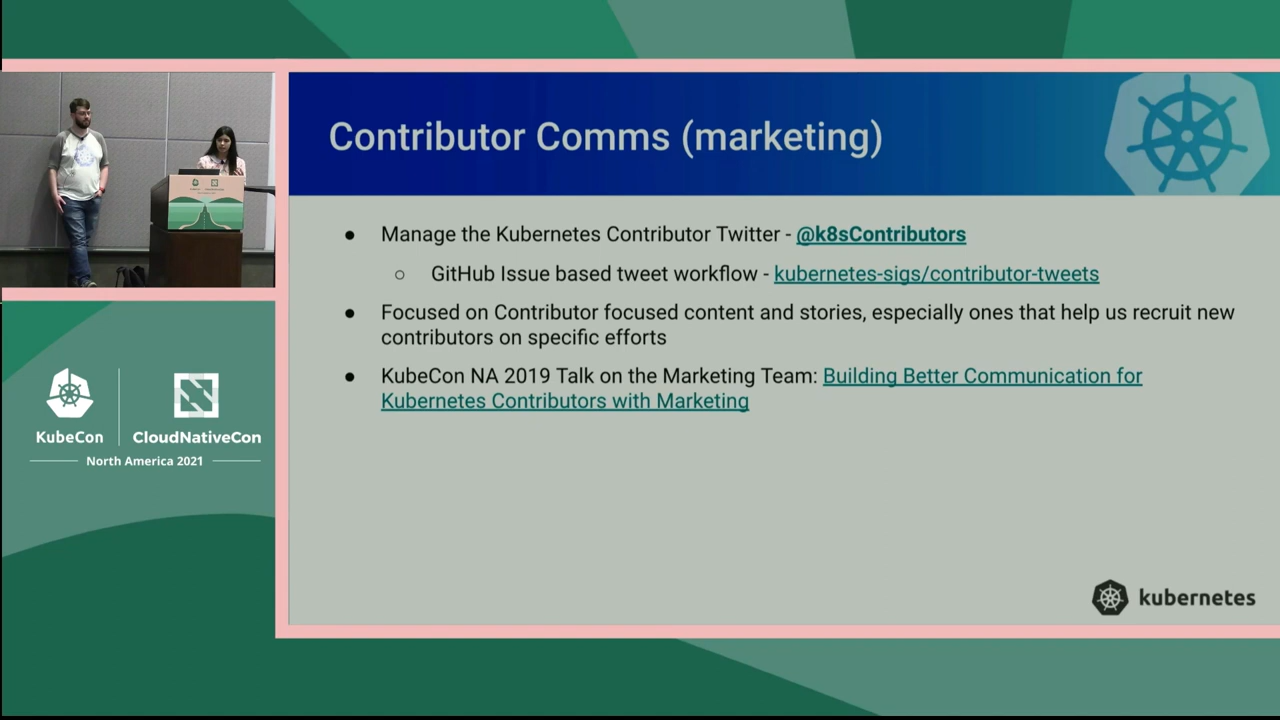 Contributor Comms (marketing)
● Manage the Kubernetes Contributor Twitter - @k8sContributors
○ GitHub Issue based tweet workflow - kubernetes-sigs/contributor-tweets
● Focused on Contributor focused content and stories, especially ones that help us recruit new
contributors on specific efforts
● KubeCon NA 2019 Talk on the Marketing Team: Building Better Communication for
Kubernetes Contributors with Marketing
kubernetes
KubeCon
CloudNativeCon
North America 2021